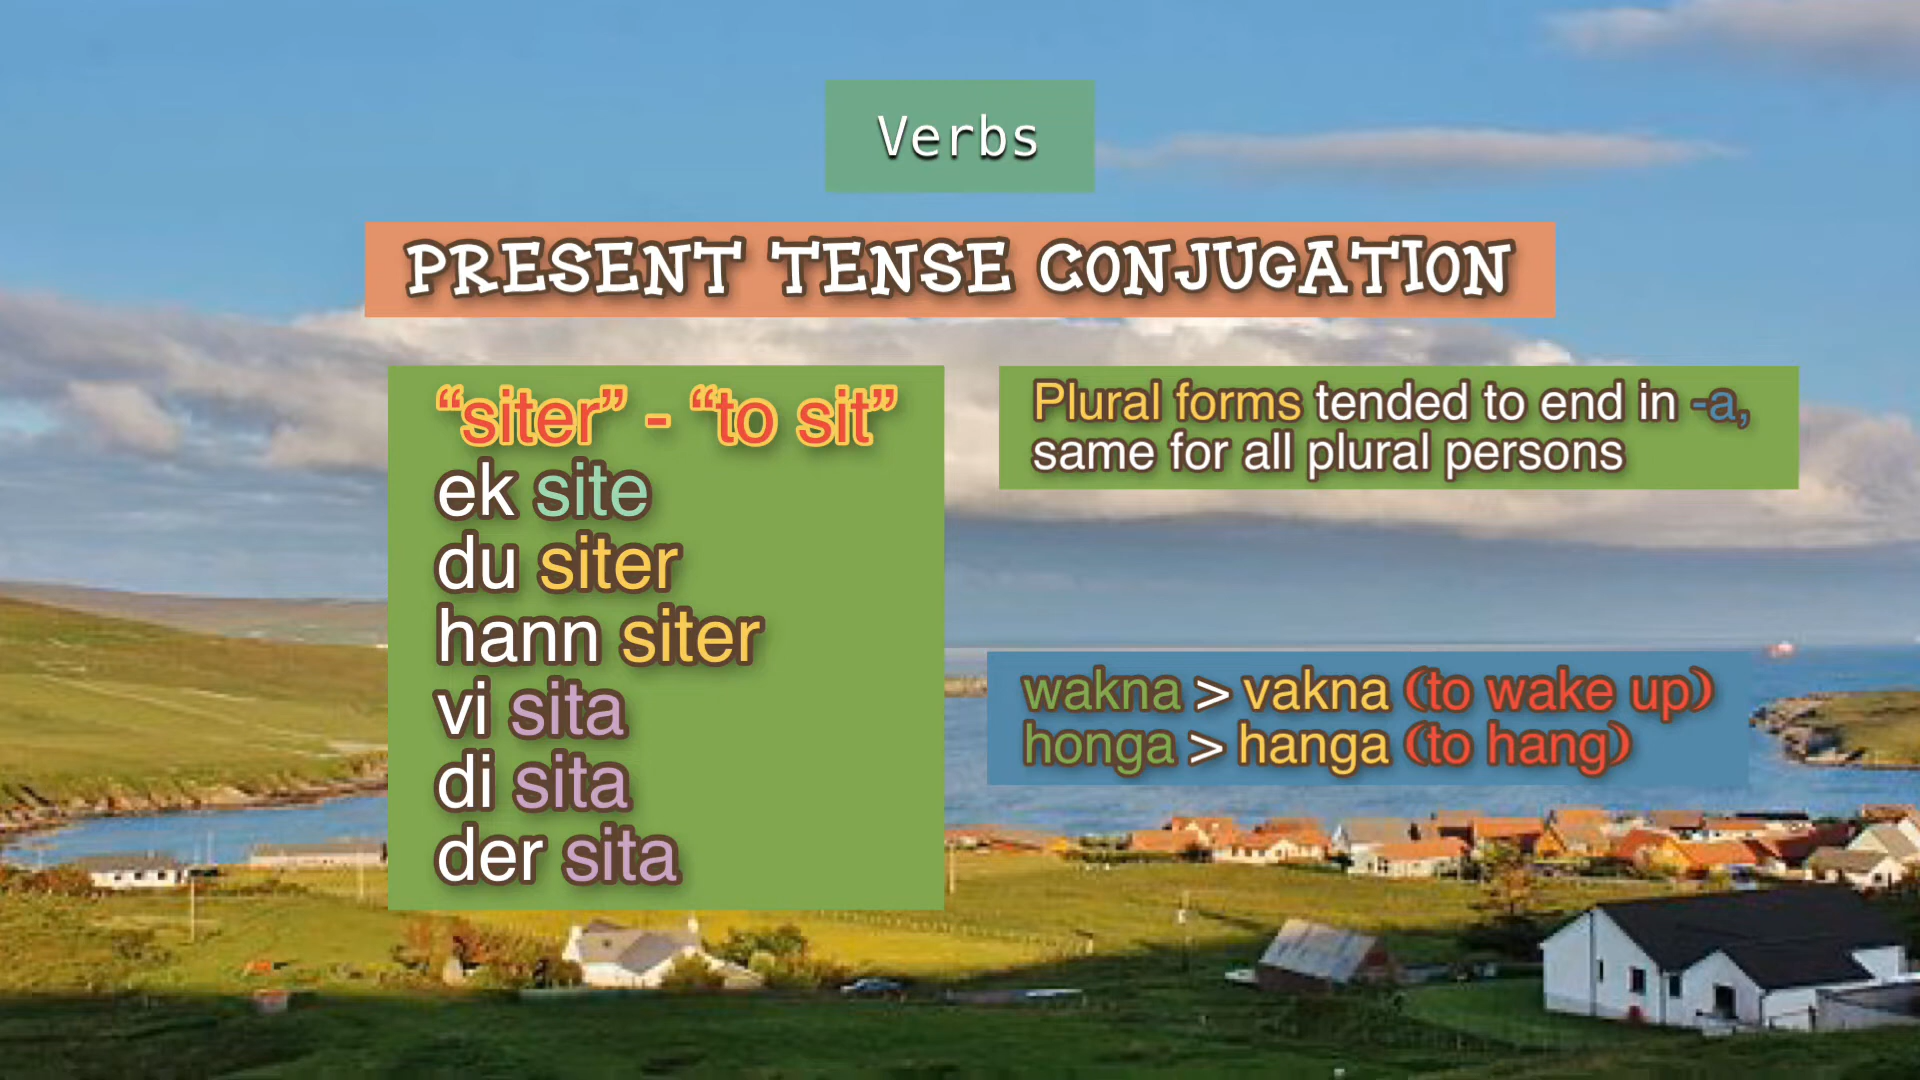 Verbs
PRESENT TENSE CONJUGATION
“siter” - “to sit”
ek site
du siter
hann siter
vi sita
di sita
der sita
Plural forms tended to end in -a,
same for all plural persons
wakna > vakna (to wake up)
honga > hanga (to hang)